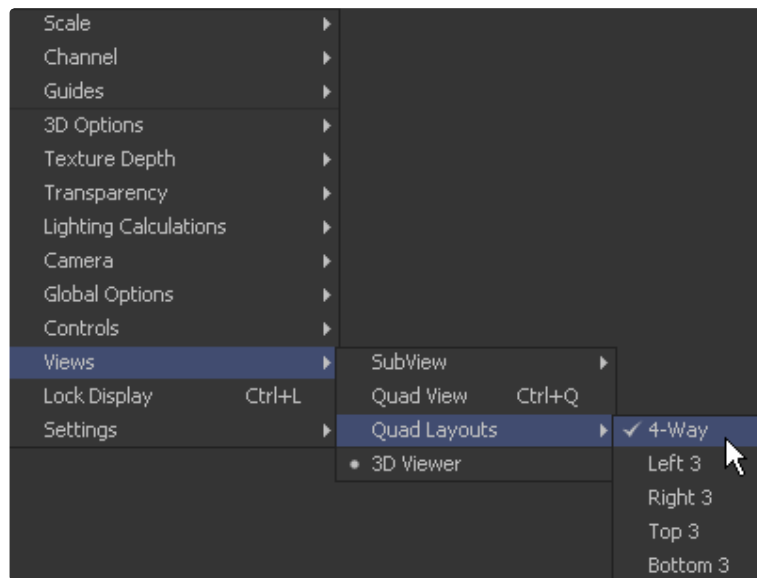 Scale
Channel
Guides
3D Options
Texture Depth
Transparency
Lighting Calculations
Camera
Global Options
Controls
Views
Lock Display Ctrl+L
Settings
SubView
Quad View Ctrl+Q
Quad Layouts
3D Viewer
4-Way
Left 3
Right 3
Top 3
Bottom 3